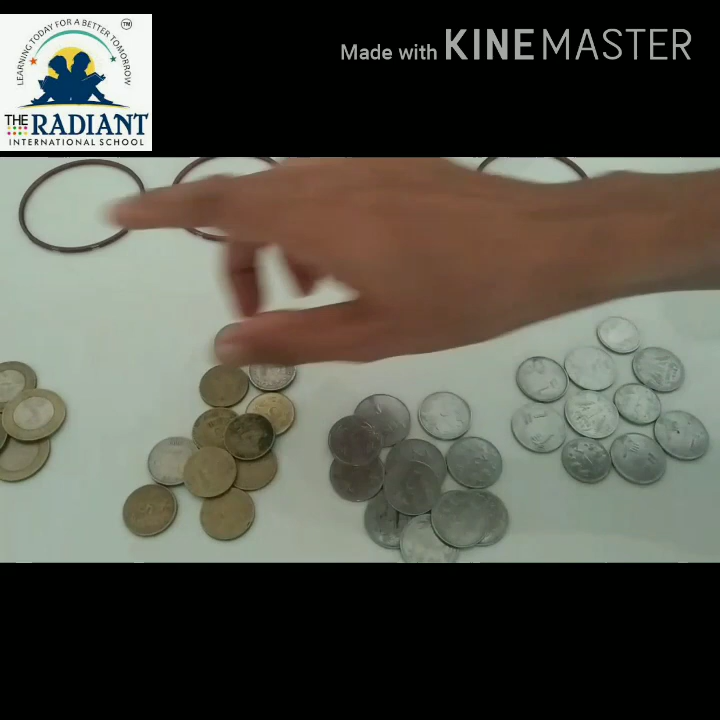 LEARNING TODAY FOR A BETTER TOMORROW
TM
THE RADIANT
INTERNATIONAL SCHOOL
Made with KINEMASTER